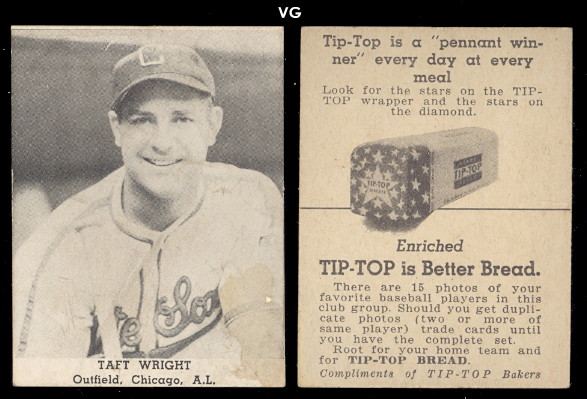 VG
TAFT WRIGHT
Outfield, Chicago, A.L.
Tip-Top is a "pennant win-
ner" every day at every
meal
Look for the stars on the TIP-
TOP wrapper and the stars on
the diamond.
TIP-TOP
TIP-TOP
Enriched
TIP-TOP is Better Bread.
There are 15 photos of your
favorite baseball players in this
club group. Should you get dupli-
cate photos (two or more of
same player) trade cards until
you have the complete set.
Root for your home team and
for TIP-TOP BREAD.
Compliments of TIP-TOP Bakers